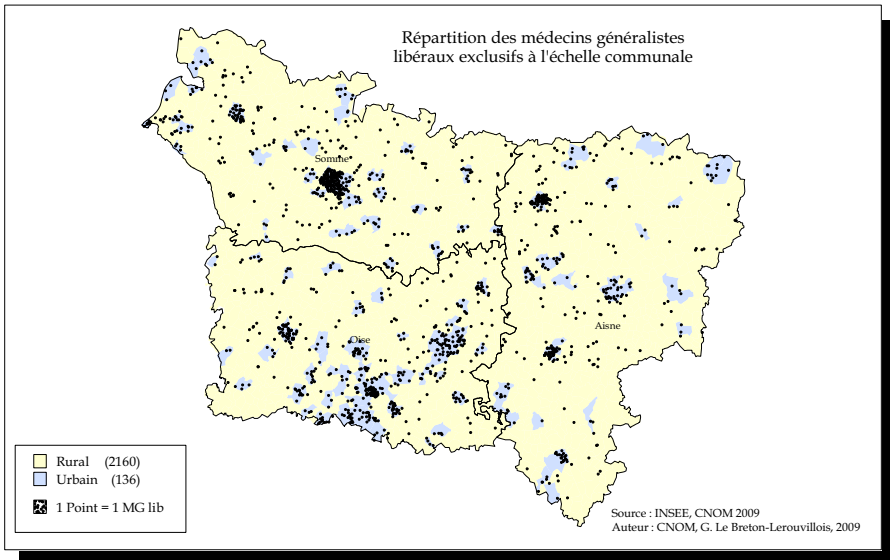 Répartition des médecins généralistes
libéraux exclusifs à l'échelle communale
Somme
Aisne
Oise
Rural (2160)
Urbain (136)
1 Point = 1 MG lib
Source : INSEE, CNOM 2009
Auteur : CNOM, G. Le Breton-Lerouvillois, 2009